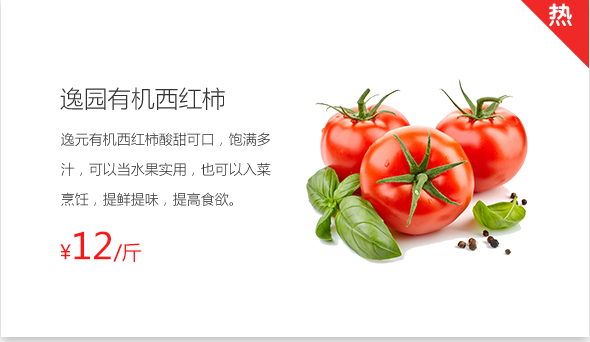 热
逸园有机西红柿
逸元有机西红柿酸甜可口，饱满多
汁，可以当水果实用，也可以入菜
烹饪，提鲜提味，提高食欲。
¥12/斤